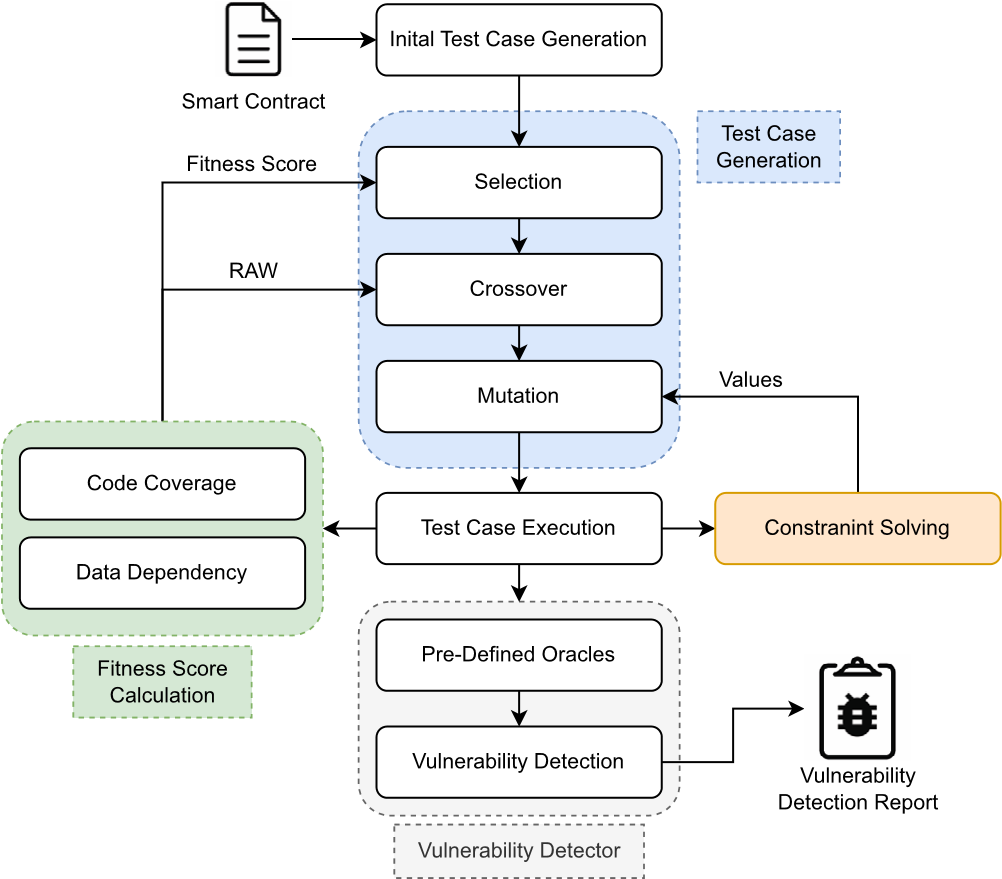 Inital Test Case Generation
Smart Contract
Test Case
Generation
Fitness Score
Selection
RAW
Crossover
Values
Mutation
Code Coverage
Test Case Execution
Constranint Solving
Data Dependency
Fitness Score
Calculation
Pre-Defined Oracles
Vulnerability Detection
Vulnerability
Detection Report
Vulnerability Detector